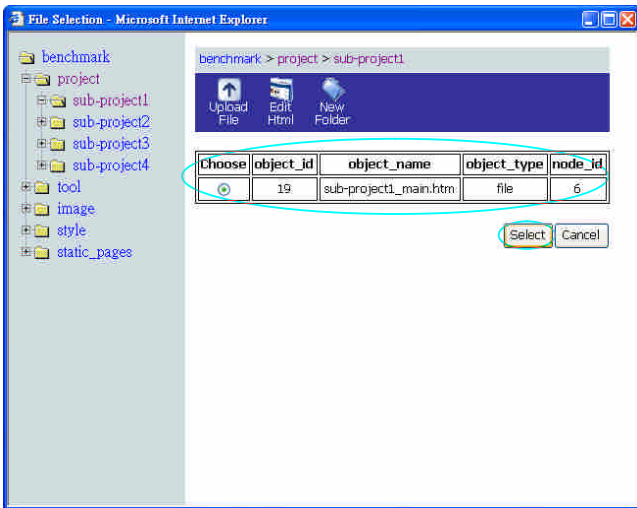 File Selection - Microsoft Internet Explorer
benchmark
project
sub-project1
sub-project2
sub-project3
sub-project4
tool
image
style
static_pages
benchmark > project > sub-project1
Upload File
Edit Html
New Folder
Choose object_id object_name object_type node_id
19 sub-project1_main.htm file 6
Select Cancel